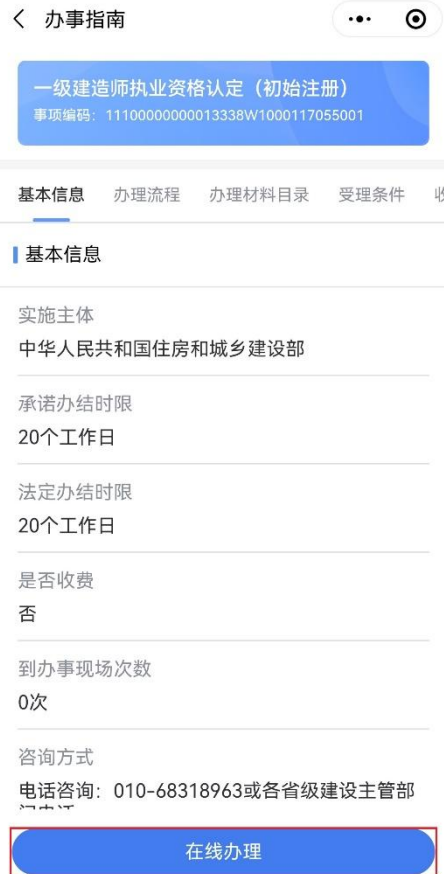 办事指南
一级建造师执业资格认定（初始注册）
事项编码：11100000000013338W1000117055001
基本信息 办理流程 办理材料目录 受理条件
基本信息
实施主体
中华人民共和国住房和城乡建设部
承诺办结时限
20个工作日
法定办结时限
20个工作日
是否收费
否
到办事现场次数
0次
咨询方式
电话咨询：010-68318963或各省级建设主管部
在线办理